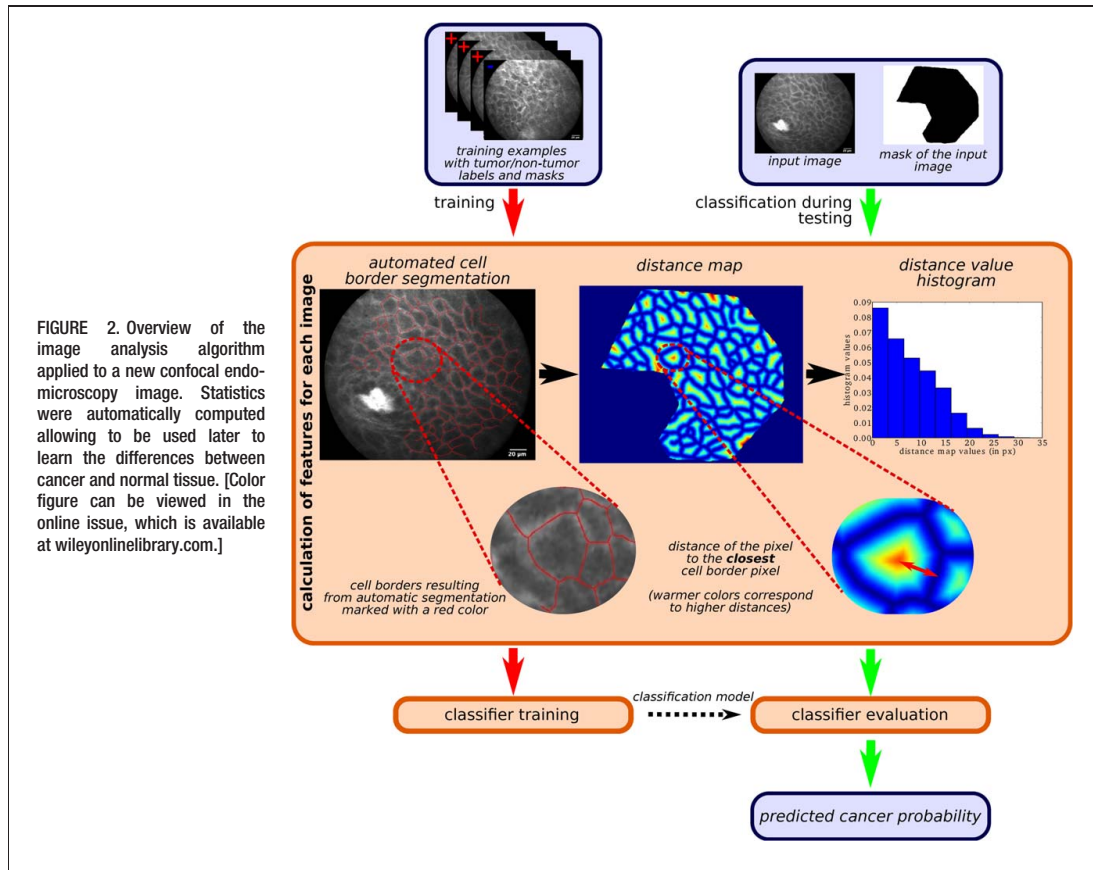 FIGURE 2. Overview of the
image analysis algorithm
applied to a new confocal endo-
microscopy image. Statistics
were automatically computed
allowing to be used later to
learn the differences between
cancer and normal tissue. [Color
figure can be viewed in the
online issue, which is available
at wileyonlinelibrary.com.]
training examples
with tumor/non-tumor
labels and masks
input image
mask of the input
image
training
classification during
testing
calculation of features for each image
automated cell
border segmentation
20 µm
distance map
distance value
histogram
histogram values
0.09
0.08
0.07
0.06
0.05
0.04
0.03
0.02
0.01
0.00
0 5 10 15 20 25 30 35
distance map values (in px)
cell borders resulting
from automatic segmentation
marked with a red color
distance of the pixel
to the closest
cell border pixel
(warmer colors correspond
to higher distances)
classifier training
classification model
classifier evaluation
predicted cancer probability